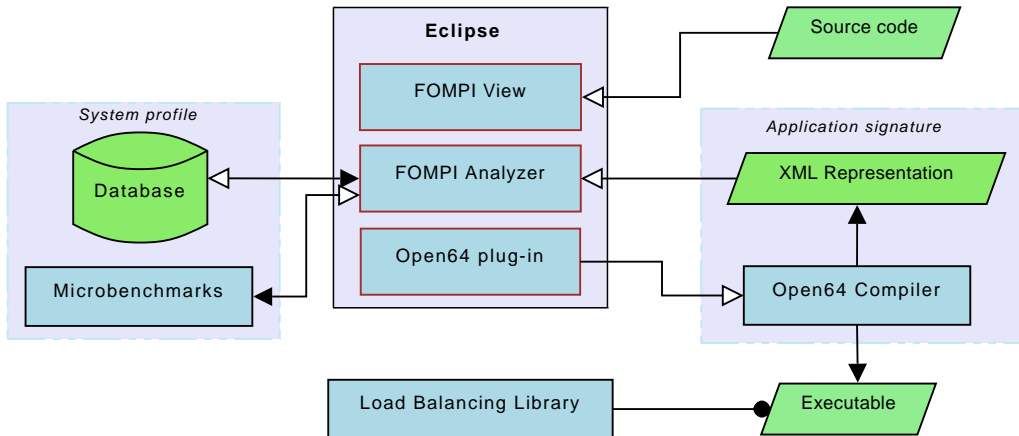 Eclipse
Source code
FOMPI View
System profile
Application signature
Database
FOMPI Analyzer
XML Representation
Open64 plug-in
Microbenchmarks
Open64 Compiler
Load Balancing Library
Executable